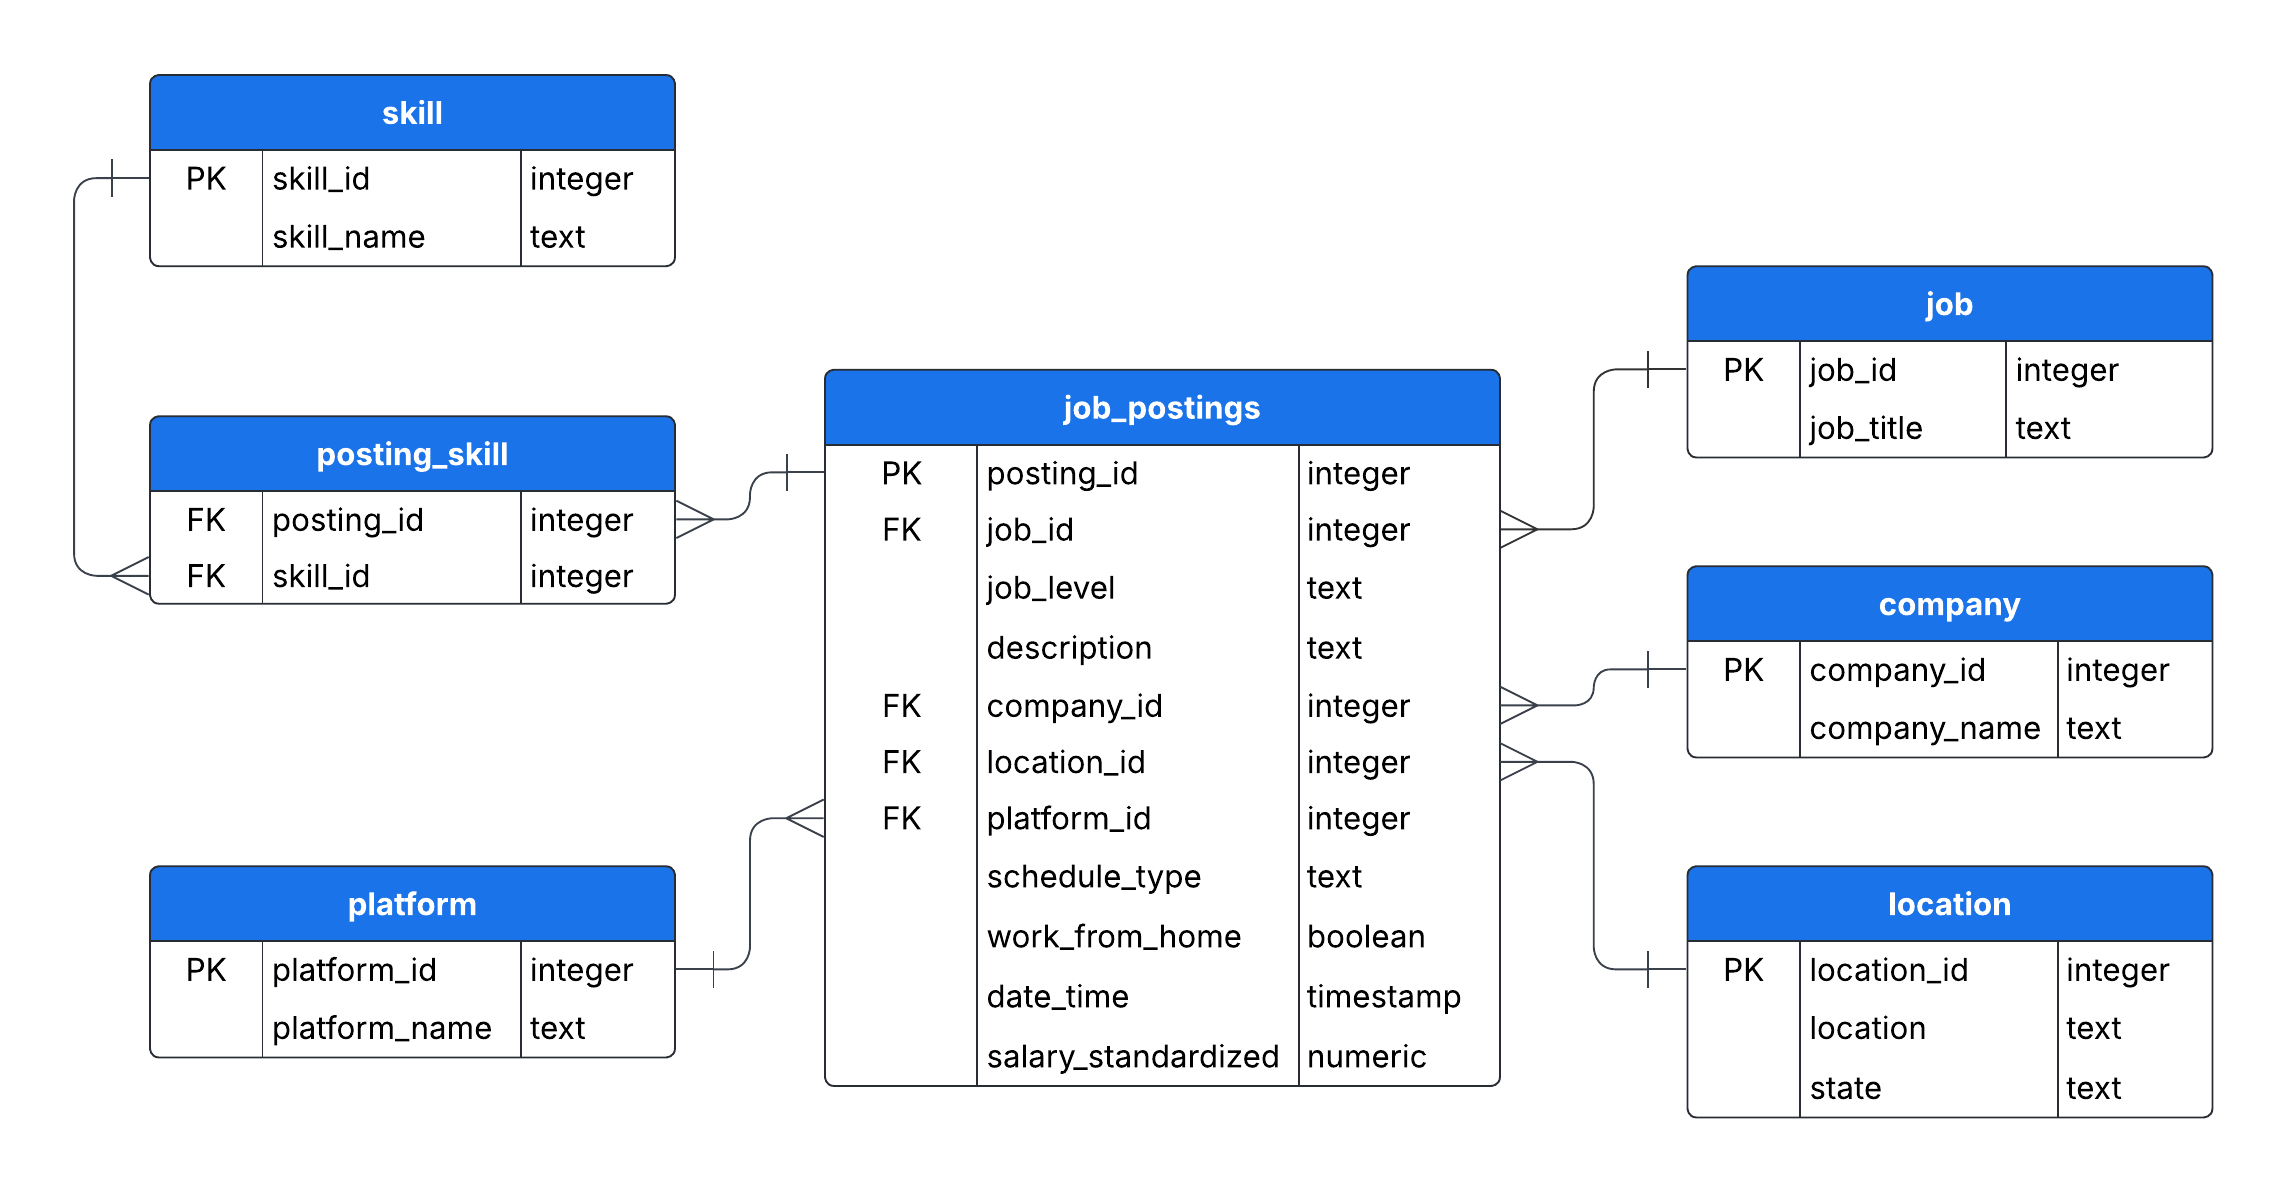 skill
PK skill_id integer
skill_name text
posting_skill
FK posting_id integer
FK skill_id integer
platform
PK platform_id integer
platform_name text
job_postings
PK posting_id integer
FK job_id integer
job_level text
description text
FK company_id integer
FK location_id integer
FK platform_id integer
schedule_type text
work_from_home boolean
date_time timestamp
salary_standardized numeric
job
PK job_id integer
job_title text
company
PK company_id integer
company_name text
location
PK location_id integer
location text
state text